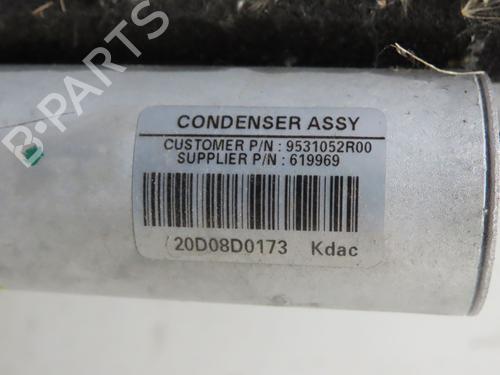 CONDENSER ASSY
CUSTOMER P/N : 9531052R00
SUPPLIER P/N : 619969
20D08D0173 Kdac
B-PARTS